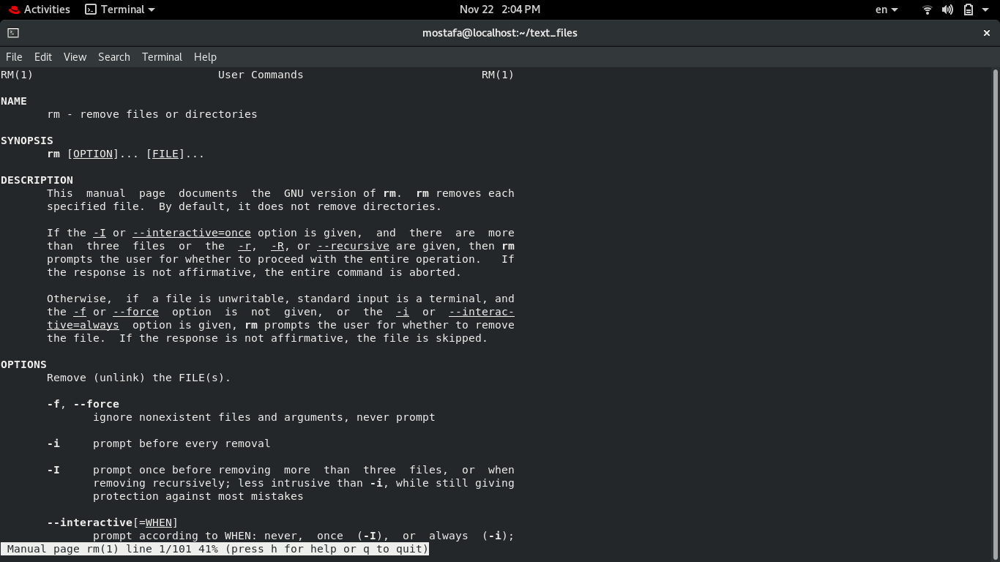 Activities Terminal Nov 22 2:04 PM en
mostafa@localhost:~/text_files ×
File Edit View Search Terminal Help
RM(1) User Commands RM(1)
NAME
rm - remove files or directories
SYNOPSIS
rm [OPTION]... [FILE]...
DESCRIPTION
This manual page documents the GNU version of rm. rm removes each
specified file. By default, it does not remove directories.
If the -I or --interactive=once option is given, and there are more
than three files or the -r, -R, or --recursive are given, then rm
prompts the user for whether to proceed with the entire operation. If
the response is not affirmative, the entire command is aborted.
Otherwise, if a file is unwritable, standard input is a terminal, and
the -f or --force option is not given, or the -i or --interac-
tive=always option is given, rm prompts the user for whether to remove
the file. If the response is not affirmative, the file is skipped.
OPTIONS
Remove (unlink) the FILE(s).
-f, --force
ignore nonexistent files and arguments, never prompt
-i prompt before every removal
-I prompt once before removing more than three files, or when
removing recursively; less intrusive than -i, while still giving
protection against most mistakes
--interactive[=WHEN]
prompt according to WHEN: never, once (-I), or always (-i);
Manual page rm(1) line 1/101 41% (press h for help or q to quit)